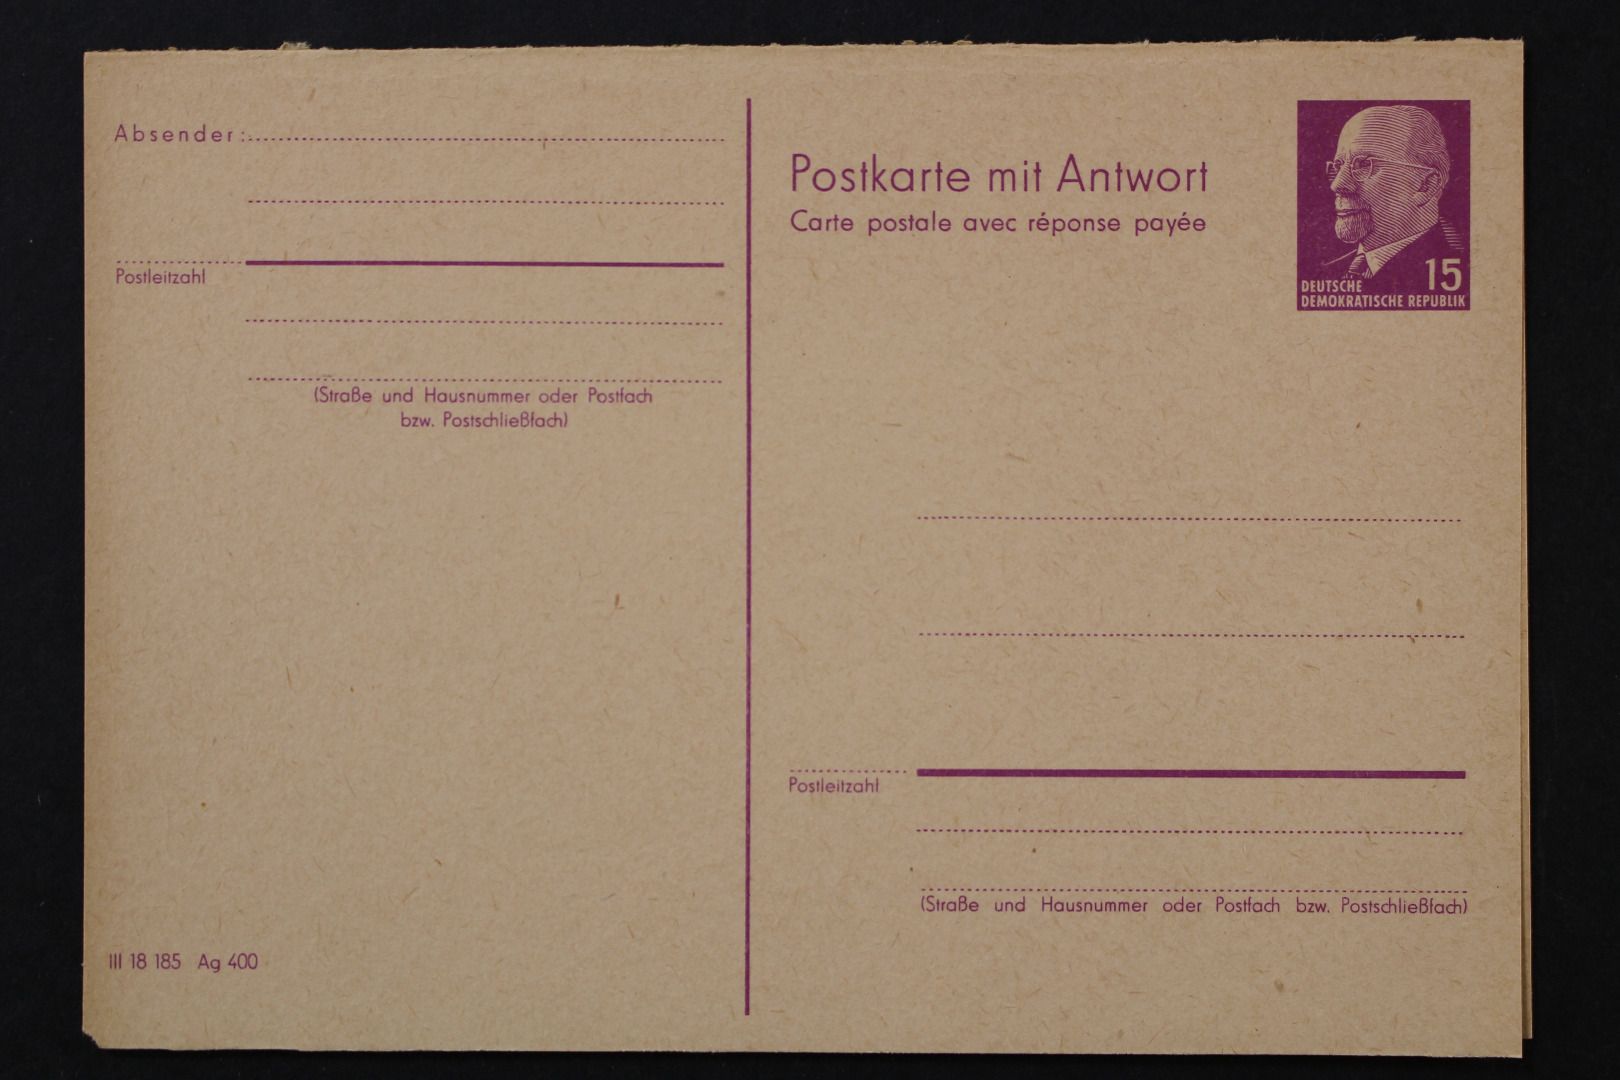 Absender:
Postleitzahl
(Straße und Hausnummer oder Postfach
bzw. Postschließfach)
III 18 185 Ag 400
Postkarte mit Antwort
Carte postale avec réponse payée
15
DEUTSCHE
DEMOKRATISCHE REPUBLIK
Postleitzahl
(Straße und Hausnummer oder Postfach bzw. Postschließfach)